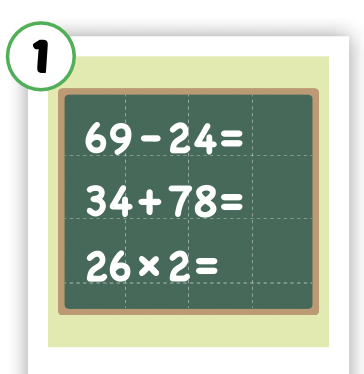 1
69-24=
34+78=
26×2=